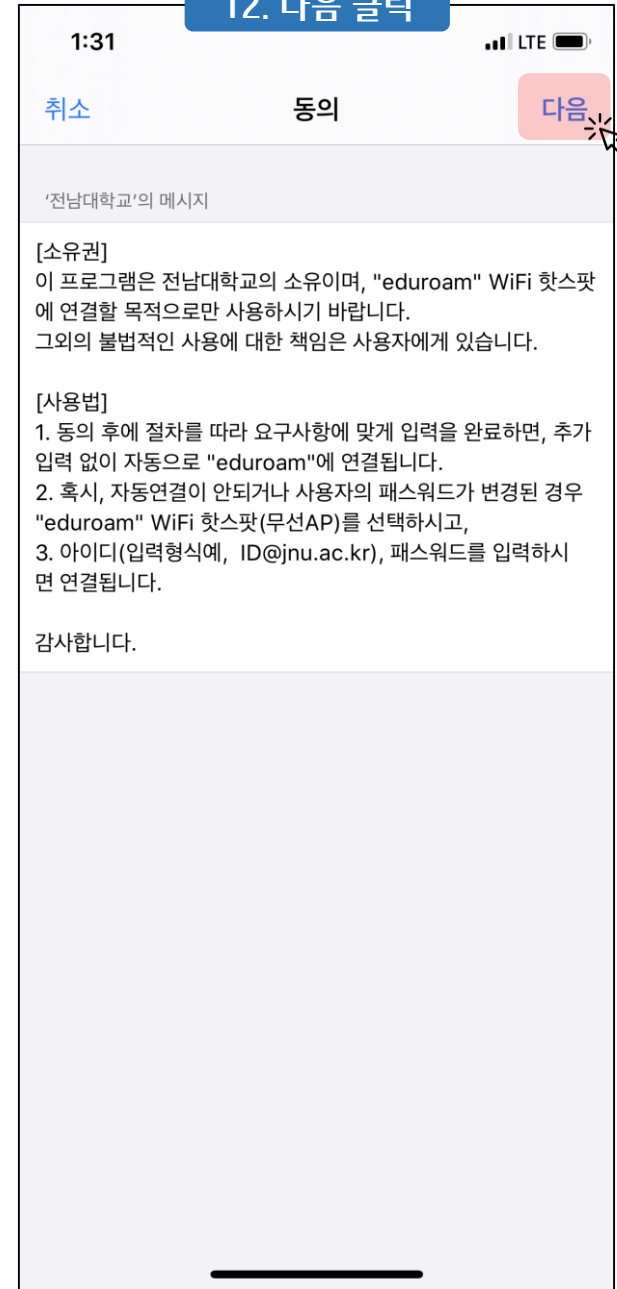 12. 다음 클릭
1:31
LTE
취소
동의
다음
‘전남대학교’의 메시지
[소유권]
이 프로그램은 전남대학교의 소유이며, "eduroam" WiFi 핫스팟
에 연결할 목적으로만 사용하시기 바랍니다.
그외의 불법적인 사용에 대한 책임은 사용자에게 있습니다.
[사용법]
1. 동의 후에 절차를 따라 요구사항에 맞게 입력을 완료하면, 추가
입력 없이 자동으로 "eduroam"에 연결됩니다.
2. 혹시, 자동연결이 안되거나 사용자의 패스워드가 변경된 경우
"eduroam" WiFi 핫스팟(무선AP)를 선택하시고,
3. 아이디(입력형식예,  ID@jnu.ac.kr), 패스워드를 입력하시
면 연결됩니다.
감사합니다.